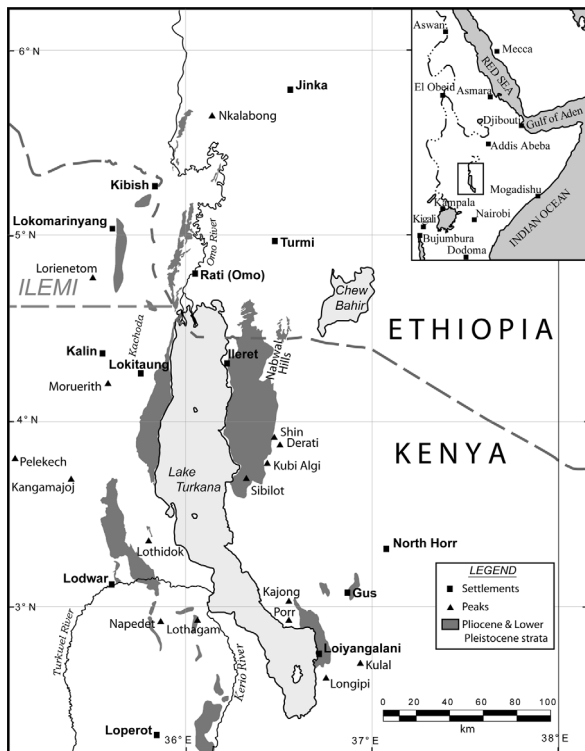 6°
Jinka
Nkalabong
Kibish
Lokomarinyang
5°
Turmi
Omo River
Lorienetom
Rati (Omo)
ILEMI
Chew
Bahir
ETHIOPIA
Kachoda
Kalin
Lokitaung
Ileret
Nabwal
Hills
Moruerith
4°
Shin
Derati
KENYA
Pelekech
Kubi Algi
Lake
Turkana
Kangamajoj
Sibilot
Lothidok
North Horr
Lodwar
Kajong
Gus
3°
Porr
Napedet
Lothagam
Turkwel River
Kerio River
Loiyangalani
Kulal
Longipi
Loperot
36° E
37° E
38° E
LEGEND
Settlements
Peaks
Pliocene & Lower
Pleistocene strata
0 20 40 60 80 100
km
Aswan
Mecca
RED SEA
El Obeid
Asmara
Djibouti
Gulf of Aden
Addis Abeba
Mogadishu
Kampala
Kigali
Nairobi
Bujumbura
Dodoma
INDIAN OCEAN